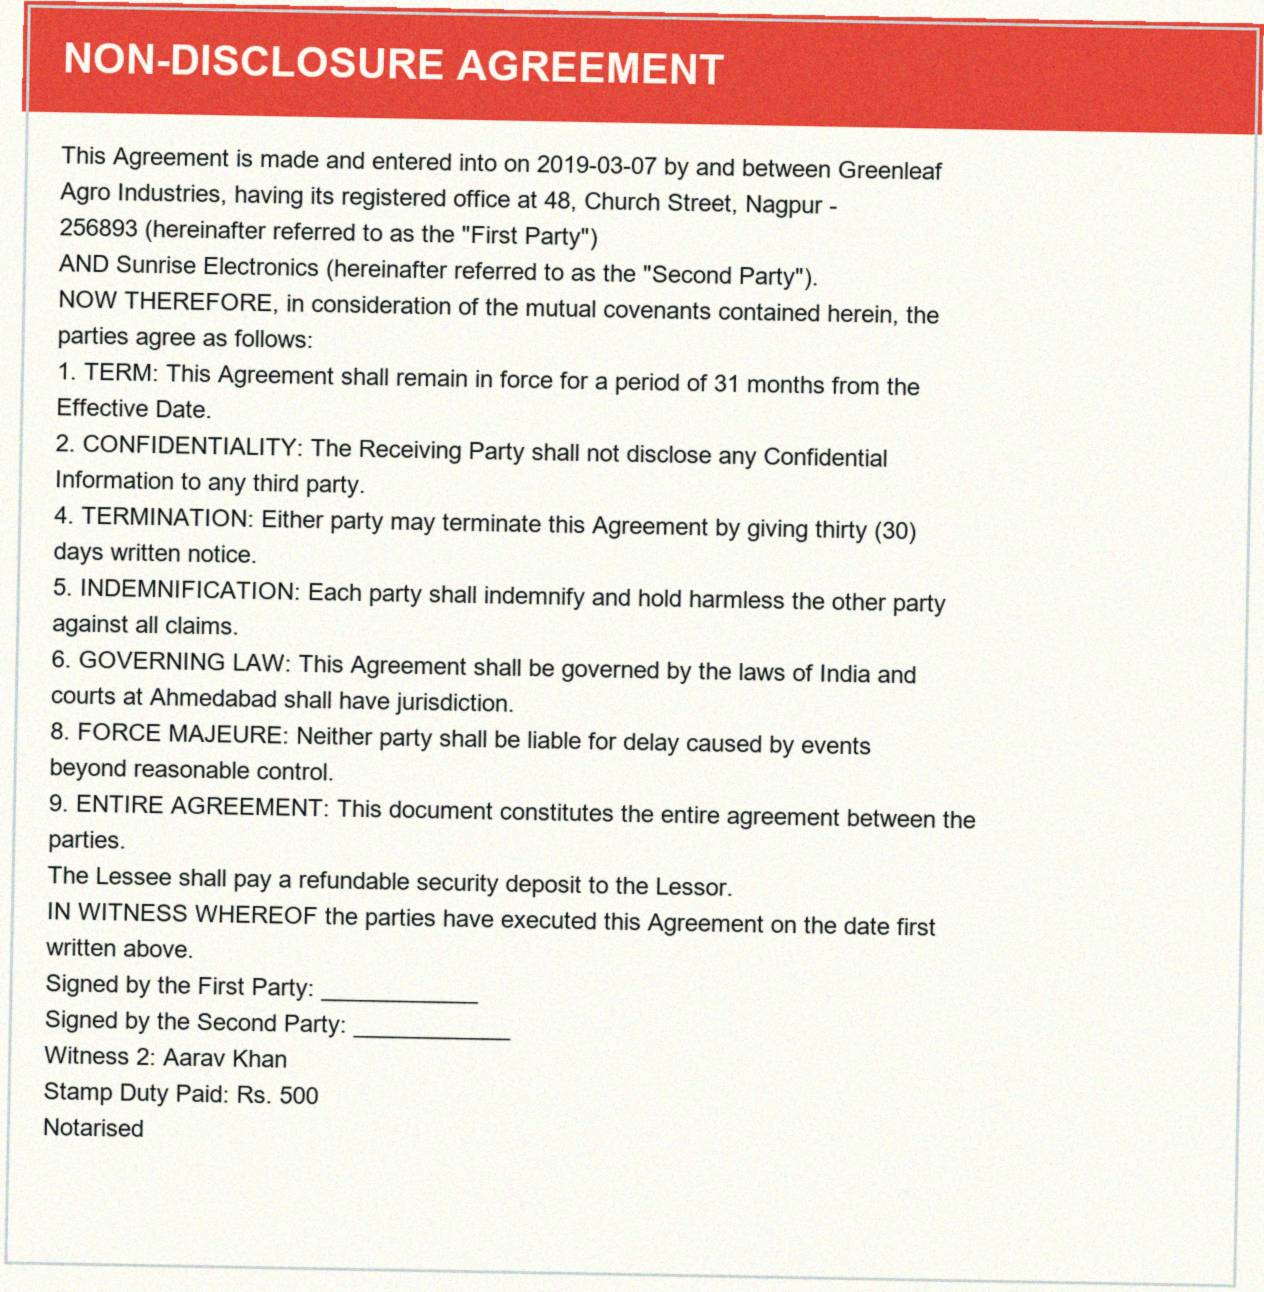 NON-DISCLOSURE AGREEMENT
This Agreement is made and entered into on 2019-03-07 by and between Greenleaf
Agro Industries, having its registered office at 48, Church Street, Nagpur -
256893 (hereinafter referred to as the "First Party")
AND Sunrise Electronics (hereinafter referred to as the "Second Party").
NOW THEREFORE, in consideration of the mutual covenants contained herein, the
parties agree as follows:
1. TERM: This Agreement shall remain in force for a period of 31 months from the
Effective Date.
2. CONFIDENTIALITY: The Receiving Party shall not disclose any Confidential
Information to any third party.
4. TERMINATION: Either party may terminate this Agreement by giving thirty (30)
days written notice.
5. INDEMNIFICATION: Each party shall indemnify and hold harmless the other party
against all claims.
6. GOVERNING LAW: This Agreement shall be governed by the laws of India and
courts at Ahmedabad shall have jurisdiction.
8. FORCE MAJEURE: Neither party shall be liable for delay caused by events
beyond reasonable control.
9. ENTIRE AGREEMENT: This document constitutes the entire agreement between the
parties.
The Lessee shall pay a refundable security deposit to the Lessor.
IN WITNESS WHEREOF the parties have executed this Agreement on the date first
written above.
Signed by the First Party: ____________
Signed by the Second Party: ____________
Witness 2: Aarav Khan
Stamp Duty Paid: Rs. 500
Notarised